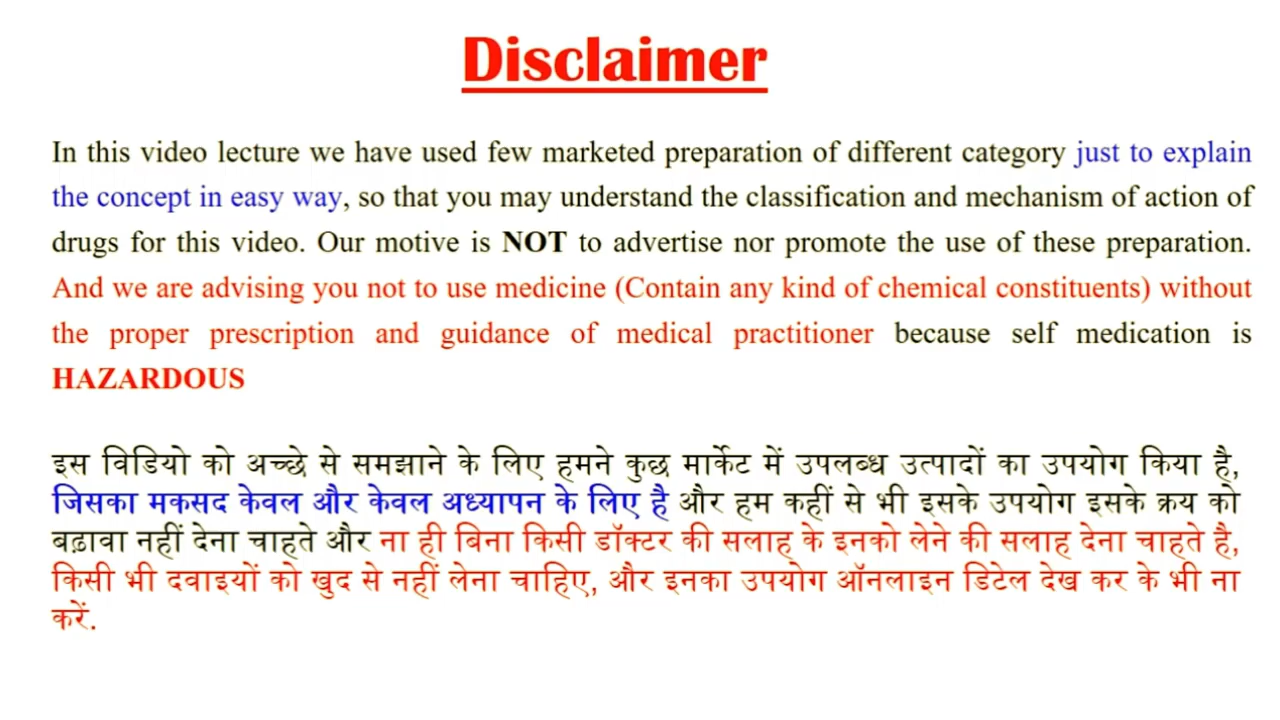 Disclaimer
In this video lecture we have used few marketed preparation of different category just to explain
the concept in easy way, so that you may understand the classification and mechanism of action of
drugs for this video. Our motive is NOT to advertise nor promote the use of these preparation.
And we are advising you not to use medicine (Contain any kind of chemical constituents) without
the proper prescription and guidance of medical practitioner because self medication is
HAZARDOUS
इस विडियो को अच्छे से समझाने के लिए हमने कुछ मार्केट में उपलब्ध उत्पादों का उपयोग किया है,
जिसका मकसद केवल और केवल अध्यापन के लिए है और हम कहीं से भी इसके उपयोग इसके क्रय को
बढ़ावा नहीं देना चाहते और ना ही बिना किसी डॉक्टर की सलाह के इनको लेने की सलाह देना चाहते है,
किसी भी दवाइयों को खुद से नहीं लेना चाहिए, और इनका उपयोग ऑनलाइन डिटेल देख कर के भी ना
करें.